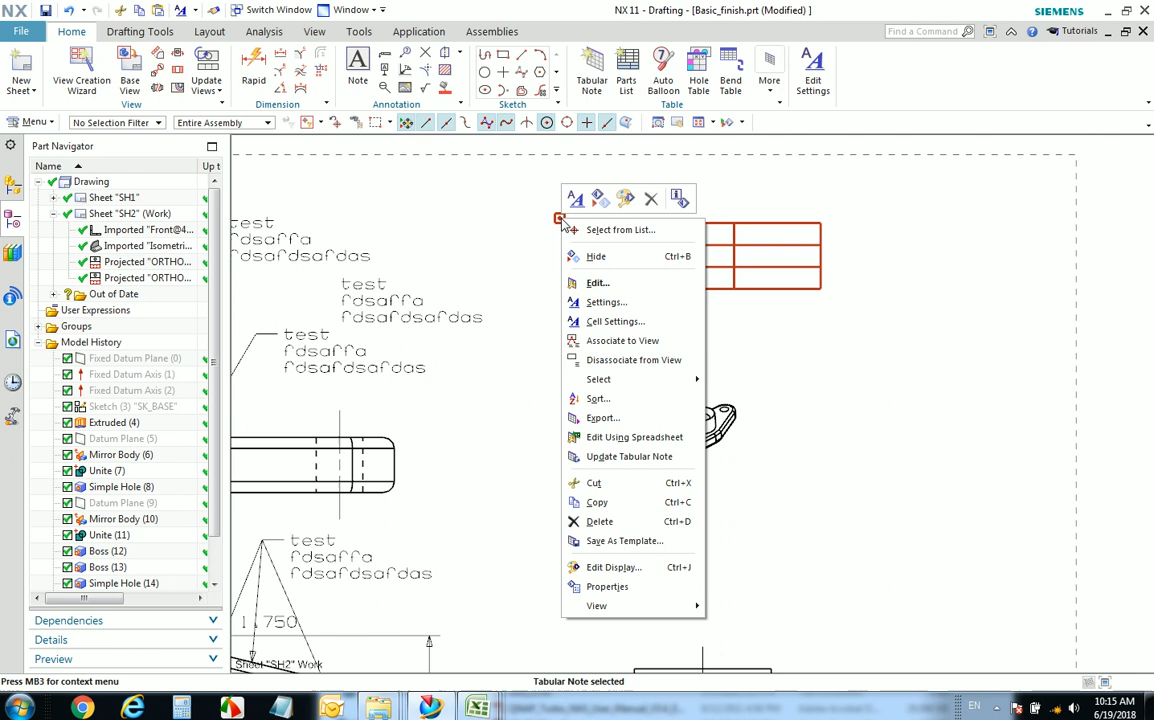 NX
Switch Window
Window
NX 11 - Drafting - [Basic_finish.prt (Modified) ]
SIEMENS
File
Home
Drafting Tools
Layout
Analysis
View
Tools
Application
Assemblies
Find a Command
Tutorials
New
Sheet
View Creation
Wizard
Base
View
Update
Views
Rapid
Note
Tabular
Note
Parts
List
Auto
Balloon
Hole
Table
Bend
Table
More
Edit
Settings
View
Dimension
Annotation
Sketch
Table
Menu
No Selection Filter
Entire Assembly
Part Navigator
Name
Up t
Drawing
Sheet "SH1"
Sheet "SH2" (Work)
Imported "Front@4...
Imported "Isometri...
Projected "ORTHO...
Projected "ORTHO...
Out of Date
User Expressions
Groups
Model History
Fixed Datum Plane (0)
Fixed Datum Axis (1)
Fixed Datum Axis (2)
Sketch (3) "SK_BASE"
Extruded (4)
Datum Plane (5)
Mirror Body (6)
Unite (7)
Simple Hole (8)
Datum Plane (9)
Mirror Body (10)
Unite (11)
Boss (12)
Boss (13)
Simple Hole (14)
Dependencies
Details
Preview
test
fdsaffa
fdsafdsafdas
test
fdsaffa
fdsafdsafdas
test
fdsaffa
fdsafdsafdas
test
fdsaffa
fdsafdsafdas
1.750
Sheet "SH2" Work
Select from List...
Hide Ctrl+B
Edit...
Settings...
Cell Settings...
Associate to View
Disassociate from View
Select
Sort...
Export...
Edit Using Spreadsheet
Update Tabular Note
Cut Ctrl+X
Copy Ctrl+C
Delete Ctrl+D
Save As Template...
Edit Display... Ctrl+J
Properties
View
Press MB3 for context menu
Tabular Note selected
EN
10:15 AM
6/19/2018